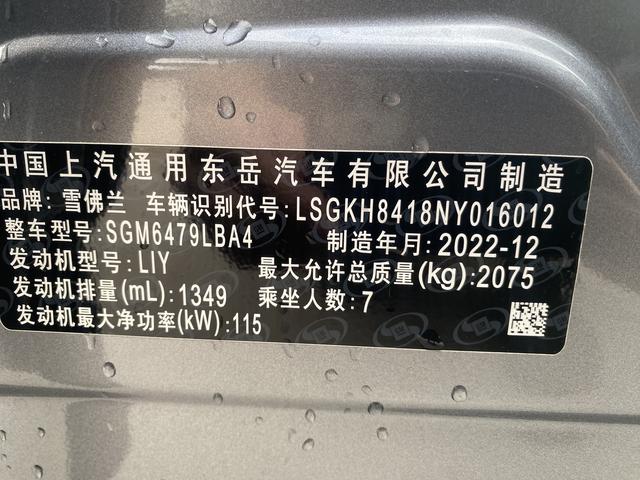 中国上汽通用东岳汽车有限公司制造
品牌: 雪佛兰 车辆识别代号:LSGKH8418NY016012
整车型号:SGM6479LBA4 制造年月:2022-12
发动机型号:LIY 最大允许总质量(kg):2075
发动机排量(mL):1349 乘坐人数:7
发动机最大净功率(kW):115